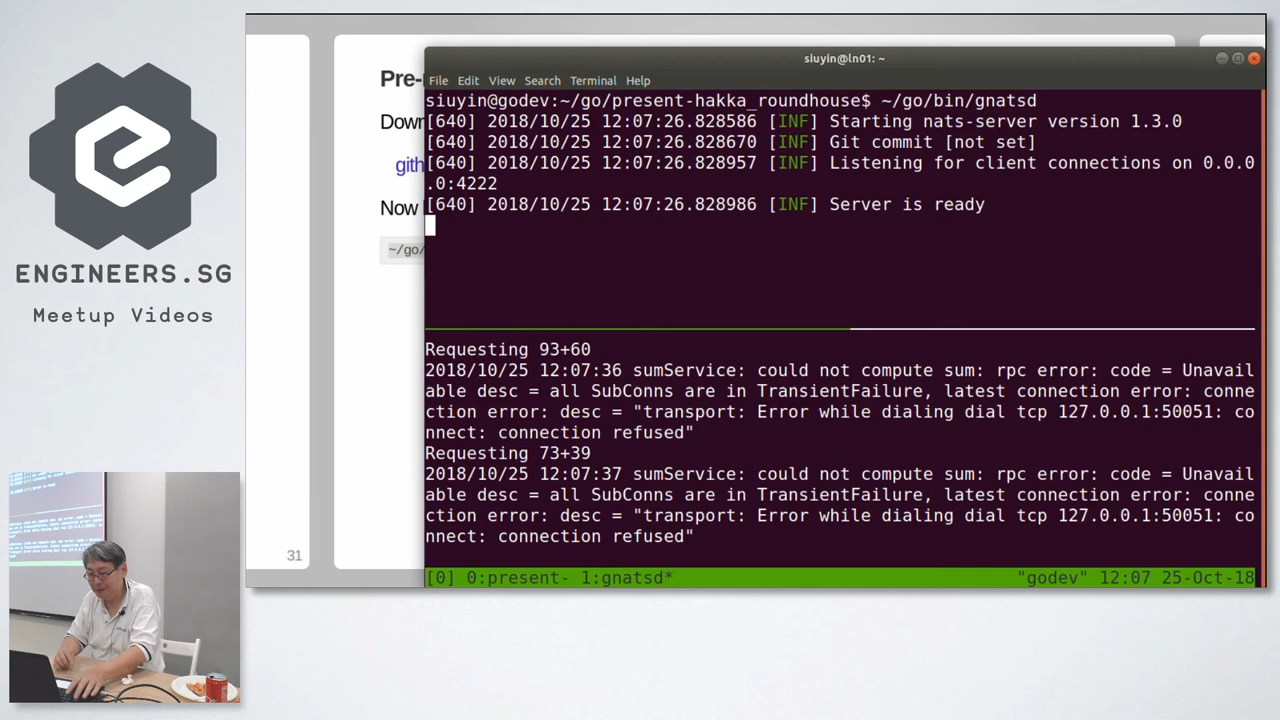 ENGINEERS.SG
Meetup Videos
Pre-
Down
gith
Now
~/go/
31
siuyin@ln01: ~
File Edit View Search Terminal Help
siuyin@godev:~/go/present-hakka_roundhouse$ ~/go/bin/gnatsd
[640] 2018/10/25 12:07:26.828586 [INF] Starting nats-server version 1.3.0
[640] 2018/10/25 12:07:26.828670 [INF] Git commit [not set]
[640] 2018/10/25 12:07:26.828957 [INF] Listening for client connections on 0.0.0
.0:4222
[640] 2018/10/25 12:07:26.828986 [INF] Server is ready
Requesting 93+60
2018/10/25 12:07:36 sumService: could not compute sum: rpc error: code = Unavail
able desc = all SubConns are in TransientFailure, latest connection error: conne
ction error: desc = "transport: Error while dialing dial tcp 127.0.0.1:50051: co
nnect: connection refused"
Requesting 73+39
2018/10/25 12:07:37 sumService: could not compute sum: rpc error: code = Unavail
able desc = all SubConns are in TransientFailure, latest connection error: conne
ction error: desc = "transport: Error while dialing dial tcp 127.0.0.1:50051: co
nnect: connection refused"
[0] 0:present- 1:gnatsd* "godev" 12:07 25-Oct-18